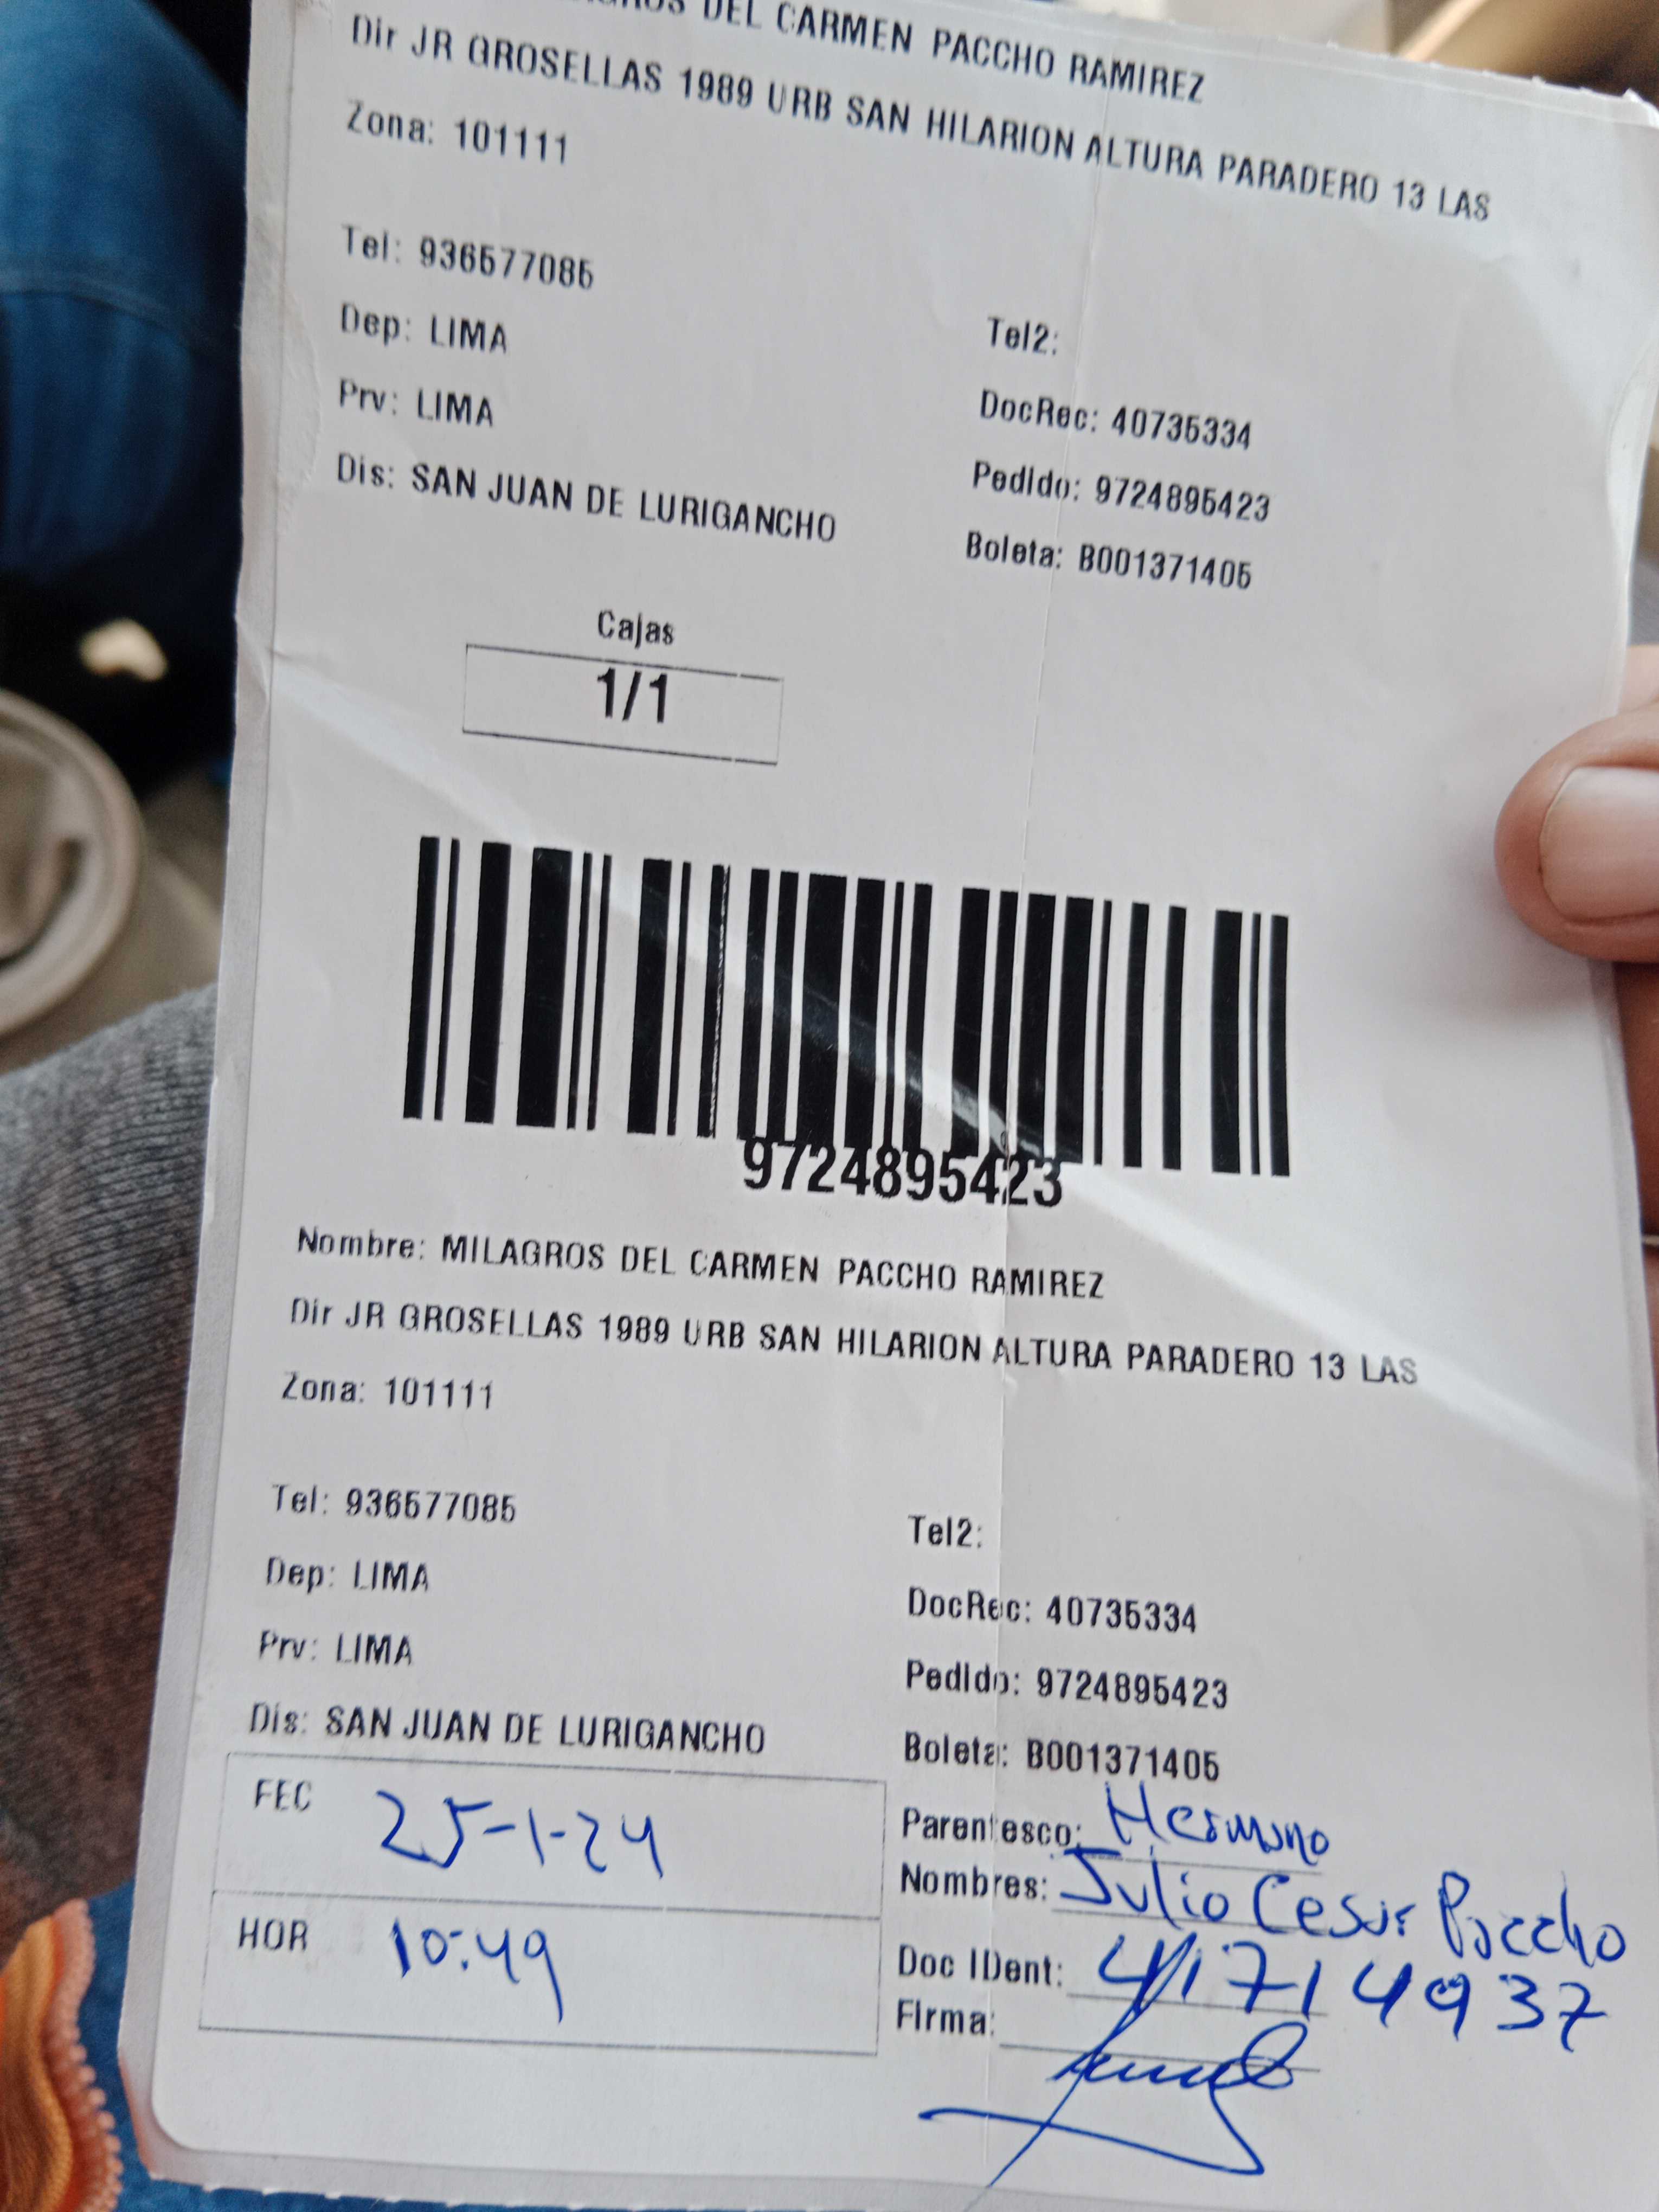 DEL CARMEN PACCHO RAMIREZ
Dir JR GROSELLAS 1989 URB SAN HILARION ALTURA PARADERO 13 LAS
Zona: 101111
Tel: 936577085
Tel2:
Dep: LIMA
DocRec: 40735334
Prv: LIMA
Pedido: 9724895423
Dis: SAN JUAN DE LURIGANCHO
Boleta: B001371405
Cajas
1/1
9724895423
Nombre: MILAGROS DEL CARMEN PACCHO RAMIREZ
Dir JR GROSELLAS 1989 URB SAN HILARION ALTURA PARADERO 13 LAS
Zona: 101111
Tel: 936577085
Tel2:
Dep: LIMA
DocRec: 40735334
Prv: LIMA
Pedido: 9724895423
Dis: SAN JUAN DE LURIGANCHO
Boleta: B001371405
FEC 25-1-24
HOR 10:49
Parentesco: Hermano
Nombres: Julio Cesar Paccho
Doc IDent: 41714937
Firma: